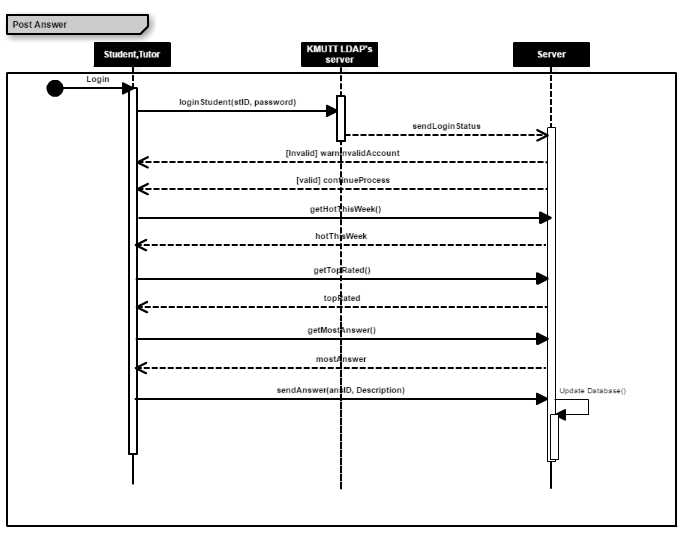 Post Answer
Student,Tutor
KMUTT LDAP's
server
Server
Login
loginStudent(stID, password)
sendLoginStatus
[Invalid] warnInvalidAccount
[valid] continueProcess
getHotThisWeek()
hotThisWeek
getTopRated()
topRated
getMostAnswer()
mostAnswer
sendAnswer(ansID, Description)
Update Database()